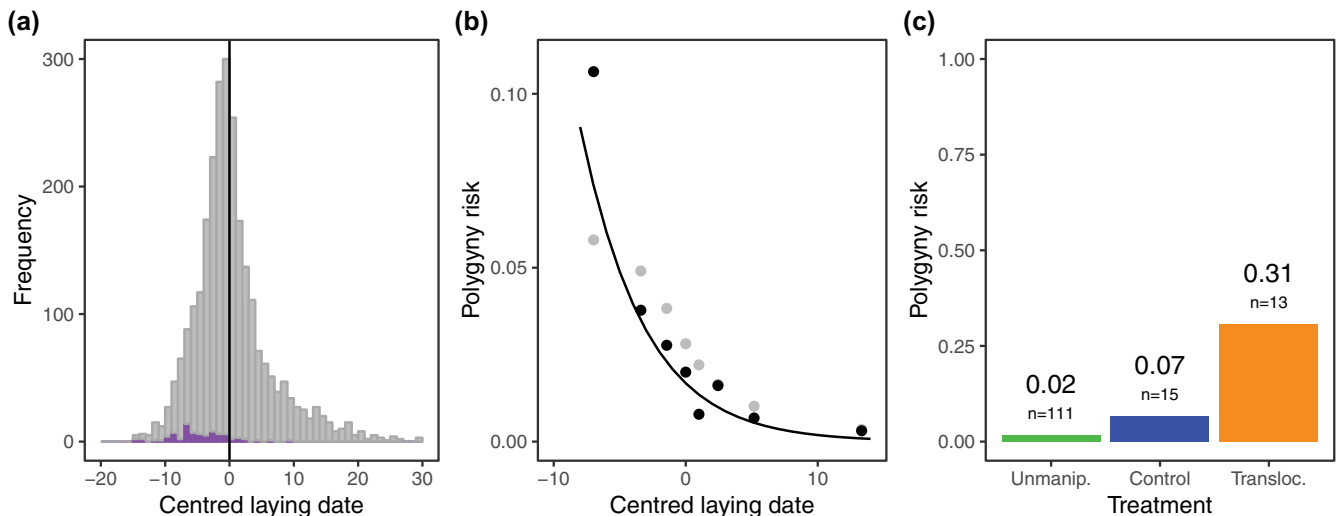 (a)
300
200
100
0
Frequency
−20
−10
0
10
20
30
Centred laying date
(b)
0.10
0.05
0.00
Polygyny risk
−10
0
10
Centred laying date
(c)
1.00
0.75
0.50
0.25
0.00
Polygyny risk
0.02
n=111
0.07
n=15
0.31
n=13
Unmanip.
Control
Transloc.
Treatment